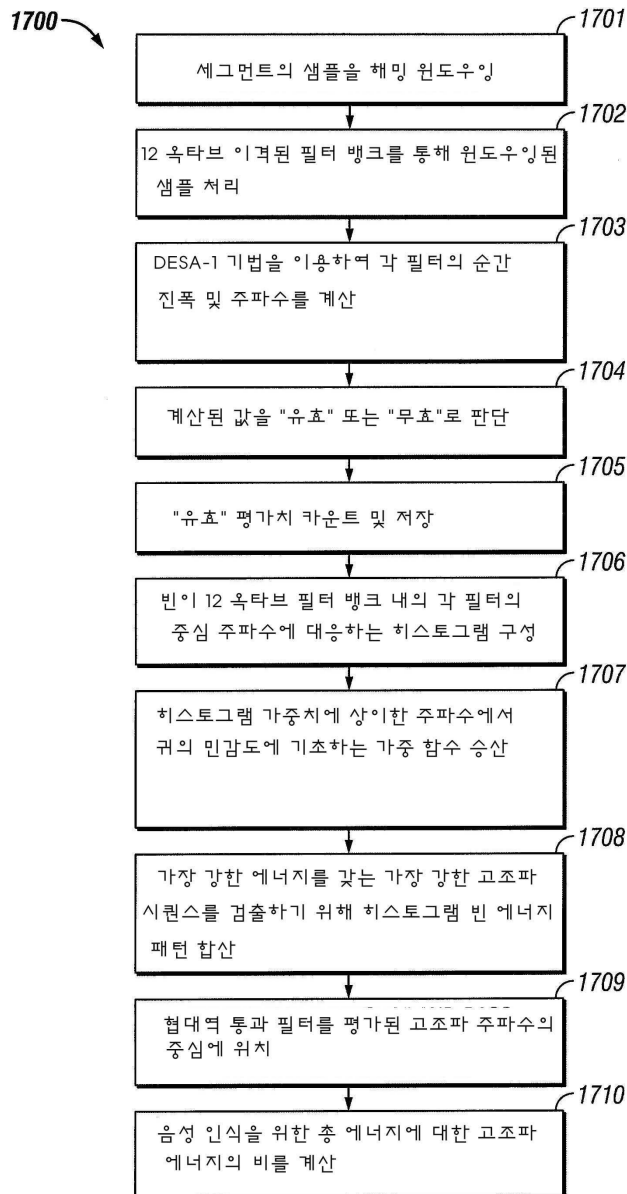 1700
1701
세그먼트의 샘플을 해밍 윈도우잉
1702
12 옥타브 이격된 필터 뱅크를 통해 윈도우잉된
샘플 처리
1703
DESA-1 기법을 이용하여 각 필터의 순간
진폭 및 주파수를 계산
1704
계산된 값을 "유효" 또는 "무효"로 판단
1705
"유효" 평가치 카운트 및 저장
1706
빈이 12 옥타브 필터 뱅크 내의 각 필터의
중심 주파수에 대응하는 히스토그램 구성
1707
히스토그램 가중치에 상이한 주파수에서
귀의 민감도에 기초하는 가중 함수 승산
1708
가장 강한 에너지를 갖는 가장 강한 고조파
시퀀스를 검출하기 위해 히스토그램 빈 에너지
패턴 합산
1709
협대역 통과 필터를 평가된 고조파 주파수의
중심에 위치
1710
음성 인식을 위한 총 에너지에 대한 고조파
에너지의 비를 계산